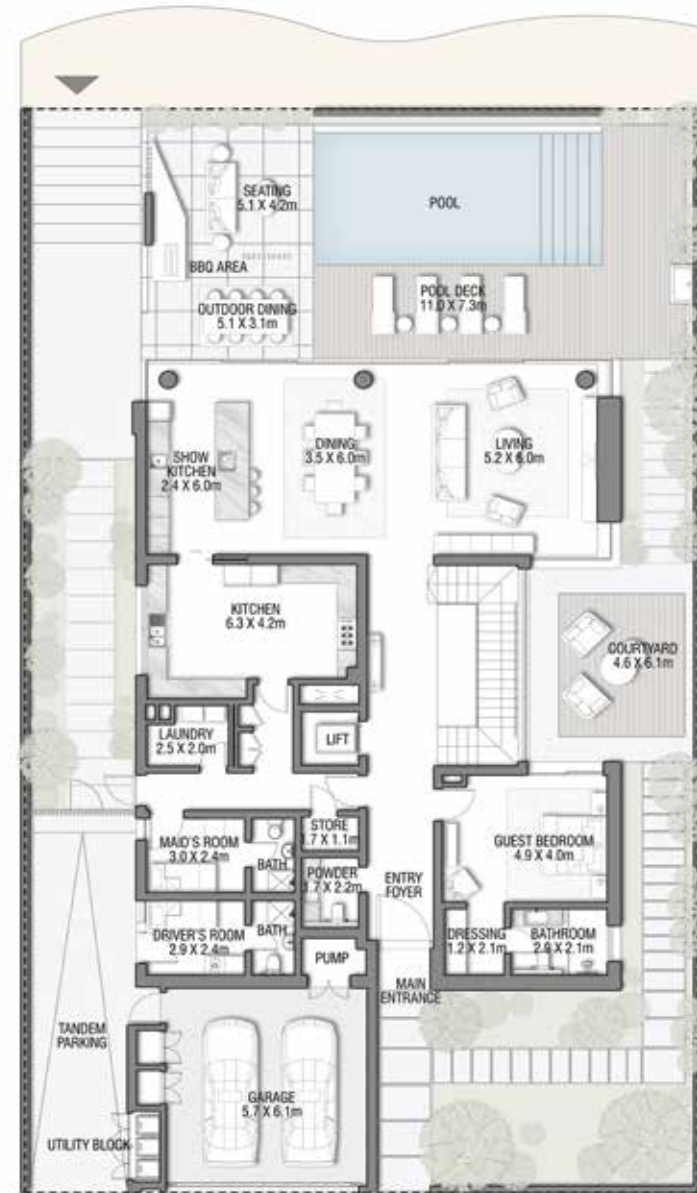 SEATING
5.1 X 4.2m
POOL
BBQ AREA
POOL DECK
11.0 X 7.3m
OUTDOOR DINING
5.1 X 3.1m
SHOW
KITCHEN
2.4 X 6.0m
DINING
3.5 X 6.0m
LIVING
5.2 X 6.0m
KITCHEN
6.3 X 4.2m
COURTYARD
4.6 X 6.1m
LAUNDRY
2.5 X 2.0m
LIFT
MAID'S ROOM
3.0 X 2.4m
BATH
STORE
1.7 X 1.1m
POWDER
1.7 X 2.2m
ENTRY
FOYER
GUEST BEDROOM
4.9 X 4.0m
DRIVER'S ROOM
2.9 X 2.4m
BATH
PUMP
DRESSING
1.2 X 2.1m
BATHROOM
2.9 X 2.1m
MAIN
ENTRANCE
TANDEM
PARKING
GARAGE
5.7 X 6.1m
UTILITY BLOCK